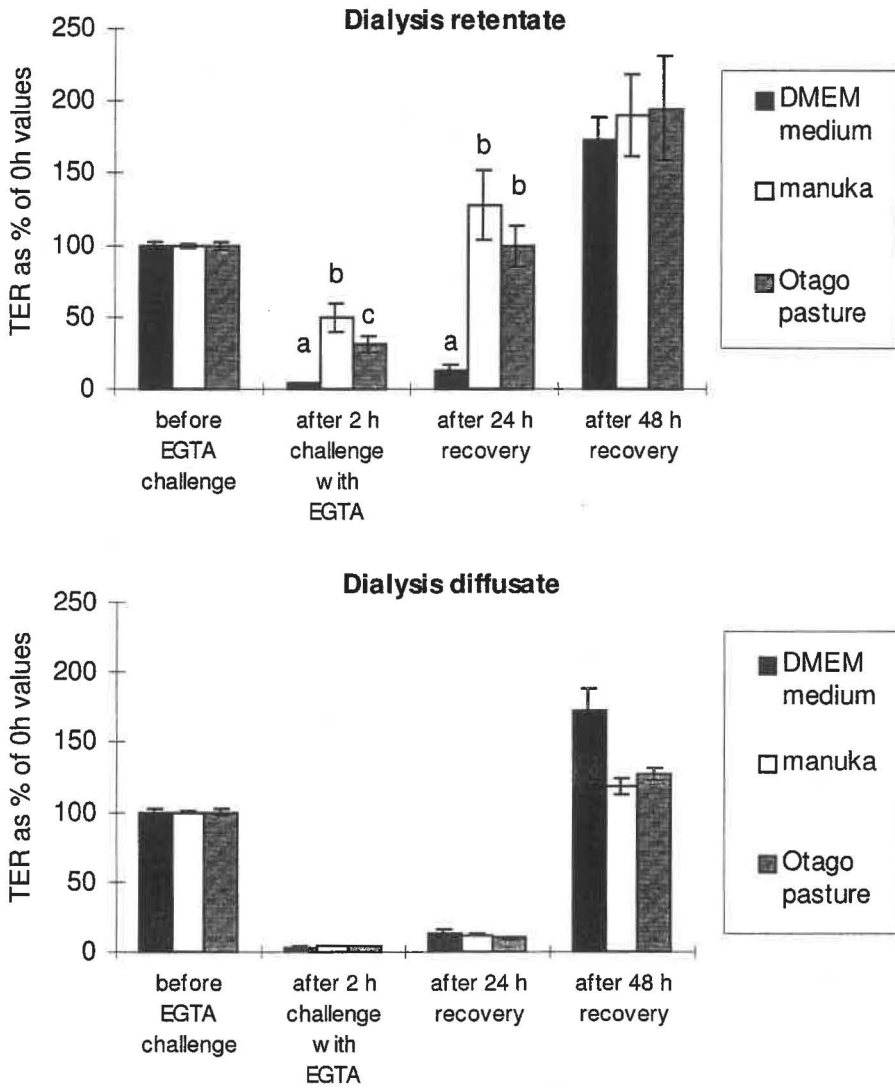 Dialysis retentate
TER as % of 0h values
250
200
150
100
50
0
a
b
c
a
b
b
before
EGTA
challenge
after 2 h
challenge
with
EGTA
after 24 h
recovery
after 48 h
recovery
DMEM
medium
manuka
Otago
pasture
Dialysis diffusate
TER as % of 0h values
250
200
150
100
50
0
before
EGTA
challenge
after 2 h
challenge
with
EGTA
after 24 h
recovery
after 48 h
recovery
DMEM
medium
manuka
Otago
pasture